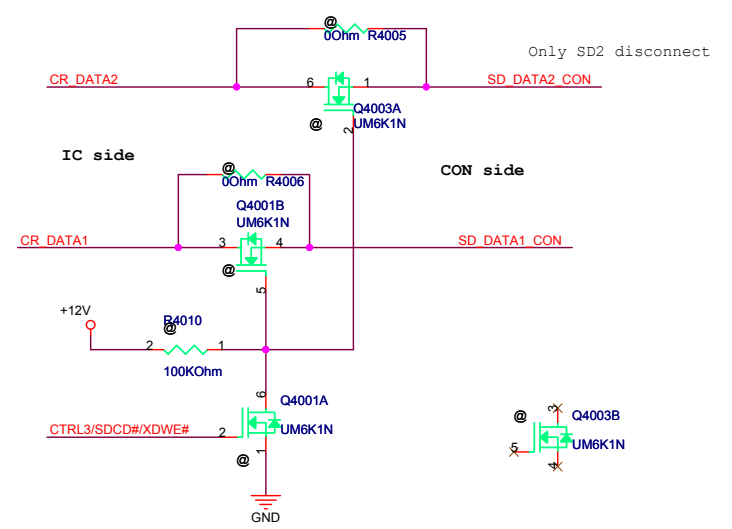 @
0Ohm R4005
Only SD2 disconnect
CR_DATA2
6
1
SD_DATA2_CON
Q4003A
@
UM6K1N
2
IC side
@
0Ohm R4006
CON side
Q4001B
UM6K1N
CR_DATA1
3
4
SD_DATA1_CON
@
5
+12V
R4010
@
2
1
100KOhm
6
Q4001A
CTRL3/SDCD#/XDWE#
2
UM6K1N
@
1
GND
@
3
Q4003B
5
UM6K1N
4